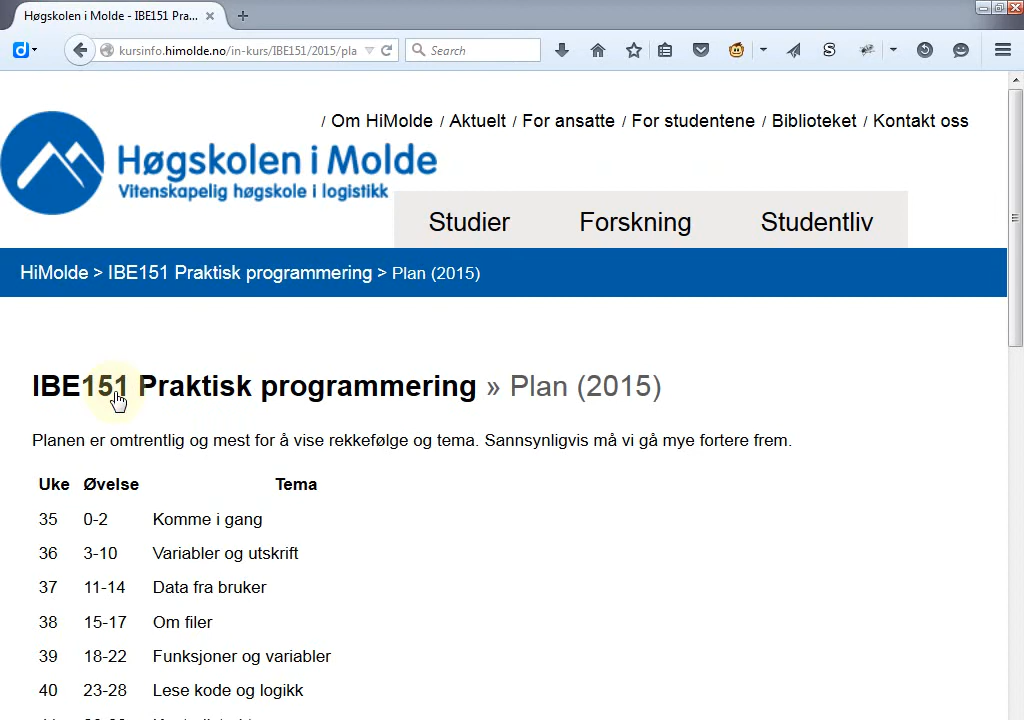 Høgskolen i Molde - IBE151 Pra...
kursinfo.himolde.no/in-kurs/IBE151/2015/pla
Search
/ Om HiMolde / Aktuelt / For ansatte / For studentene / Biblioteket / Kontakt oss
Høgskolen i Molde
Vitenskapelig høgskole i logistikk
Studier Forskning Studentliv
HiMolde > IBE151 Praktisk programmering > Plan (2015)
IBE151 Praktisk programmering » Plan (2015)
Planen er omtrentlig og mest for å vise rekkefølge og tema. Sannsynligvis må vi gå mye fortere frem.
Uke Øvelse Tema
35 0-2 Komme i gang
36 3-10 Variabler og utskrift
37 11-14 Data fra bruker
38 15-17 Om filer
39 18-22 Funksjoner og variabler
40 23-28 Lese kode og logikk